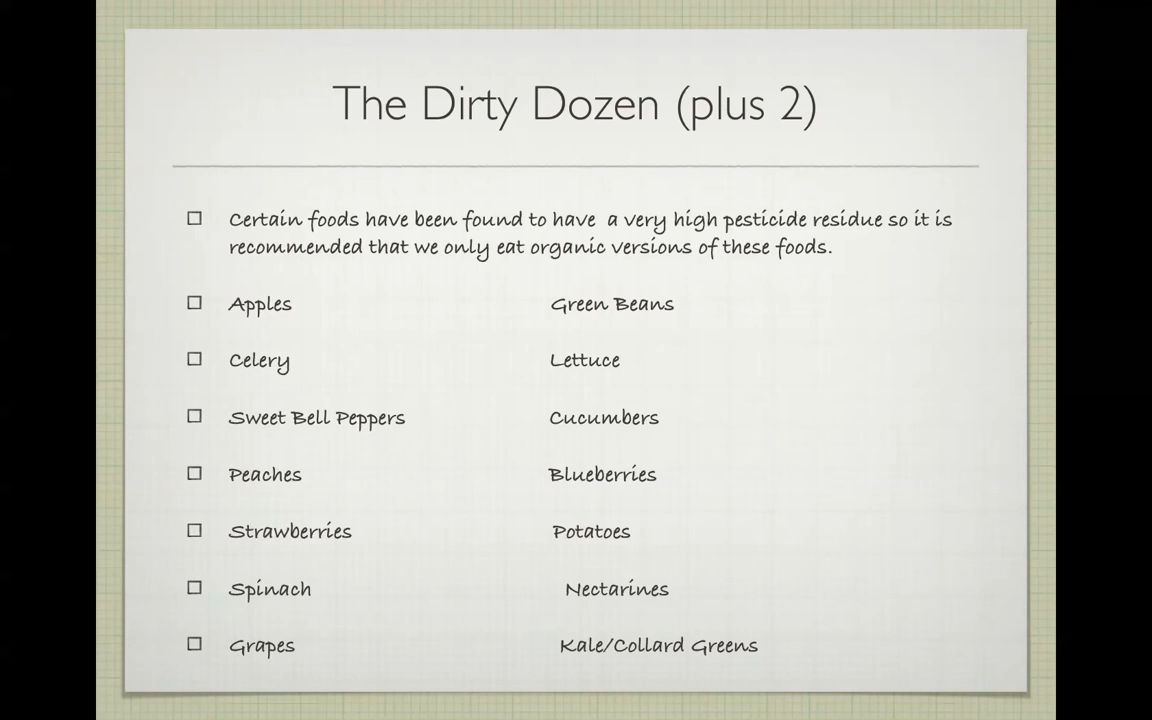 The Dirty Dozen (plus 2)
Certain foods have been found to have a very high pesticide residue so it is
recommended that we only eat organic versions of these foods.
Apples Green Beans
Celery Lettuce
Sweet Bell Peppers Cucumbers
Peaches Blueberries
Strawberries Potatoes
Spinach Nectarines
Grapes Kale/Collard Greens